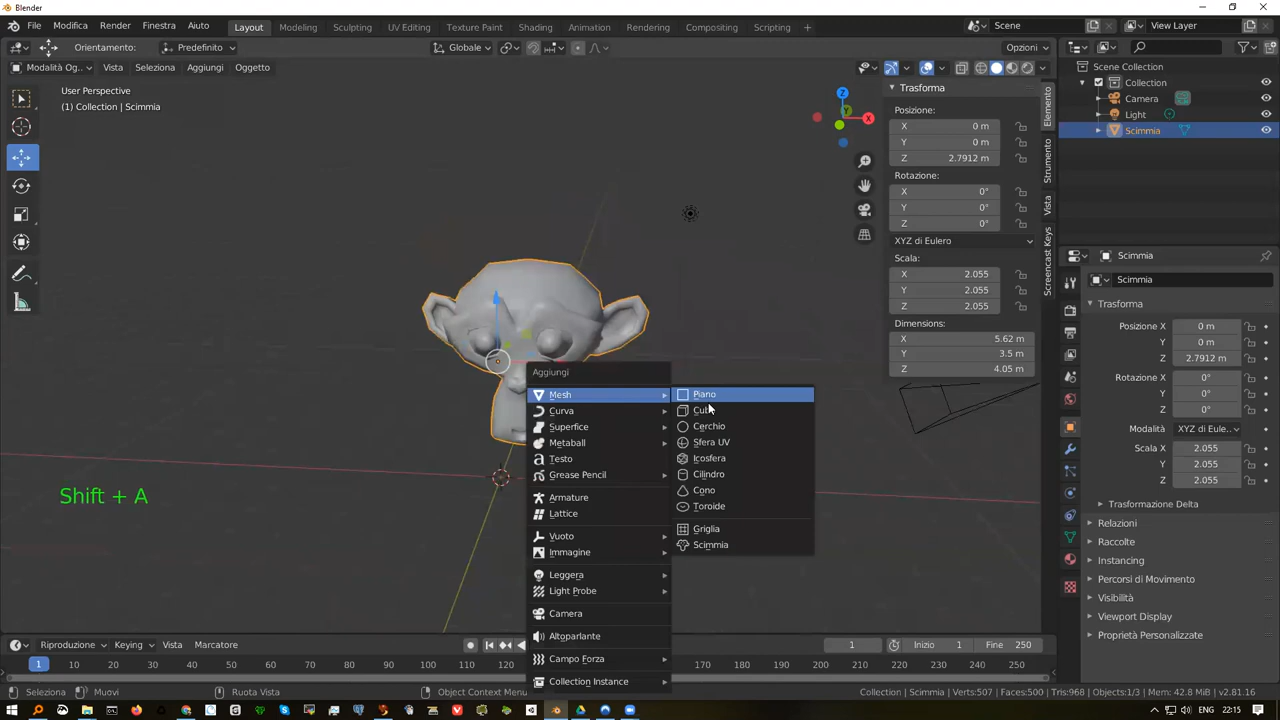 Blender
File Modifica Render Finestra Aiuto Layout Modeling Sculpting UV Editing Texture Paint Shading Animation Rendering Compositing Scripting + Scene View Layer
Orientamento: Predefinito Globale Opzioni
Modalità Og... Vista Seleziona Aggiungi Oggetto
User Perspective
(1) Collection | Scimmia
Z
Y
X
Shift + A
Aggiungi
Mesh
Curva
Superfice
Metaball
Testo
Grease Pencil
Armature
Lattice
Vuoto
Immagine
Leggera
Light Probe
Camera
Altoparlante
Campo Forza
Collection Instance
Piano
Cubo
Cerchio
Sfera UV
Icosfera
Cilindro
Cono
Toroide
Griglia
Scimmia
Trasforma
Posizione:
X 0 m
Y 0 m
Z 2.7912 m
Rotazione:
X 0°
Y 0°
Z 0°
XYZ di Eulero
Scala:
X 2.055
Y 2.055
Z 2.055
Dimensions:
X 5.62 m
Y 3.5 m
Z 4.05 m
Elemento
Strumento
Vista
Screencast Keys
Scene Collection
Collection
Camera
Light
Scimmia
Scimmia
Scimmia
Trasforma
Posizione X 0 m
Y 0 m
Z 2.7912 m
Rotazione X 0°
Y 0°
Z 0°
Modalità XYZ di Eule...
Scala X 2.055
Y 2.055
Z 2.055
Trasformazione Delta
Relazioni
Raccolte
Instancing
Percorsi di Movimento
Visibilità
Viewport Display
Proprietà Personalizzate
Riproduzione Keying Vista Marcatore 1 Inizio 1 Fine 250
1 10 20 30 40 50 60 70 80 90 100 110 120 170 180 190 200 210 220 230 240 250
Seleziona Muovi Ruota Vista Object Context Menu Collection | Scimmia | Verts:507 | Faces:500 | Tris:968 | Objects:1/3 | Mem: 42.8 MiB | v2.81.16
22:15